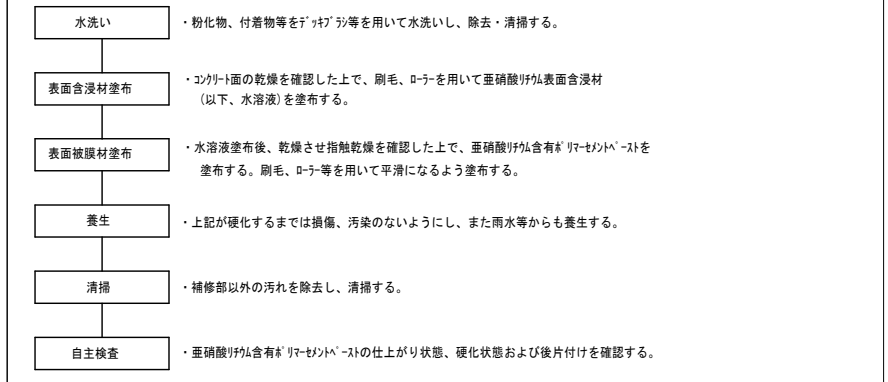 水洗い
・粉化物、付着物等をﾃﾞｯｷﾌﾞﾗｼ等を用いて水洗いし、除去・清掃する。
表面含浸材塗布
・ｺﾝｸﾘｰﾄ面の乾燥を確認した上で、刷毛、ﾛｰﾗｰを用いて亜硝酸ﾘﾁｳﾑ表面含浸材
(以下、水溶液)を塗布する。
表面被膜材塗布
・水溶液塗布後、乾燥させ指触乾燥を確認した上で、亜硝酸ﾘﾁｳﾑ含有ﾎﾟﾘﾏｰｾﾒﾝﾄﾍﾟｰｽﾄを
塗布する。刷毛、ﾛｰﾗｰ等を用いて平滑になるよう塗布する。
養生
・上記が硬化するまでは損傷、汚染のないようにし、また雨水等からも養生する。
清掃
・補修部以外の汚れを除去し、清掃する。
自主検査
・亜硝酸ﾘﾁｳﾑ含有ﾎﾟﾘﾏｰｾﾒﾝﾄﾍﾟｰｽﾄの仕上がり状態、硬化状態および後片付けを確認する。